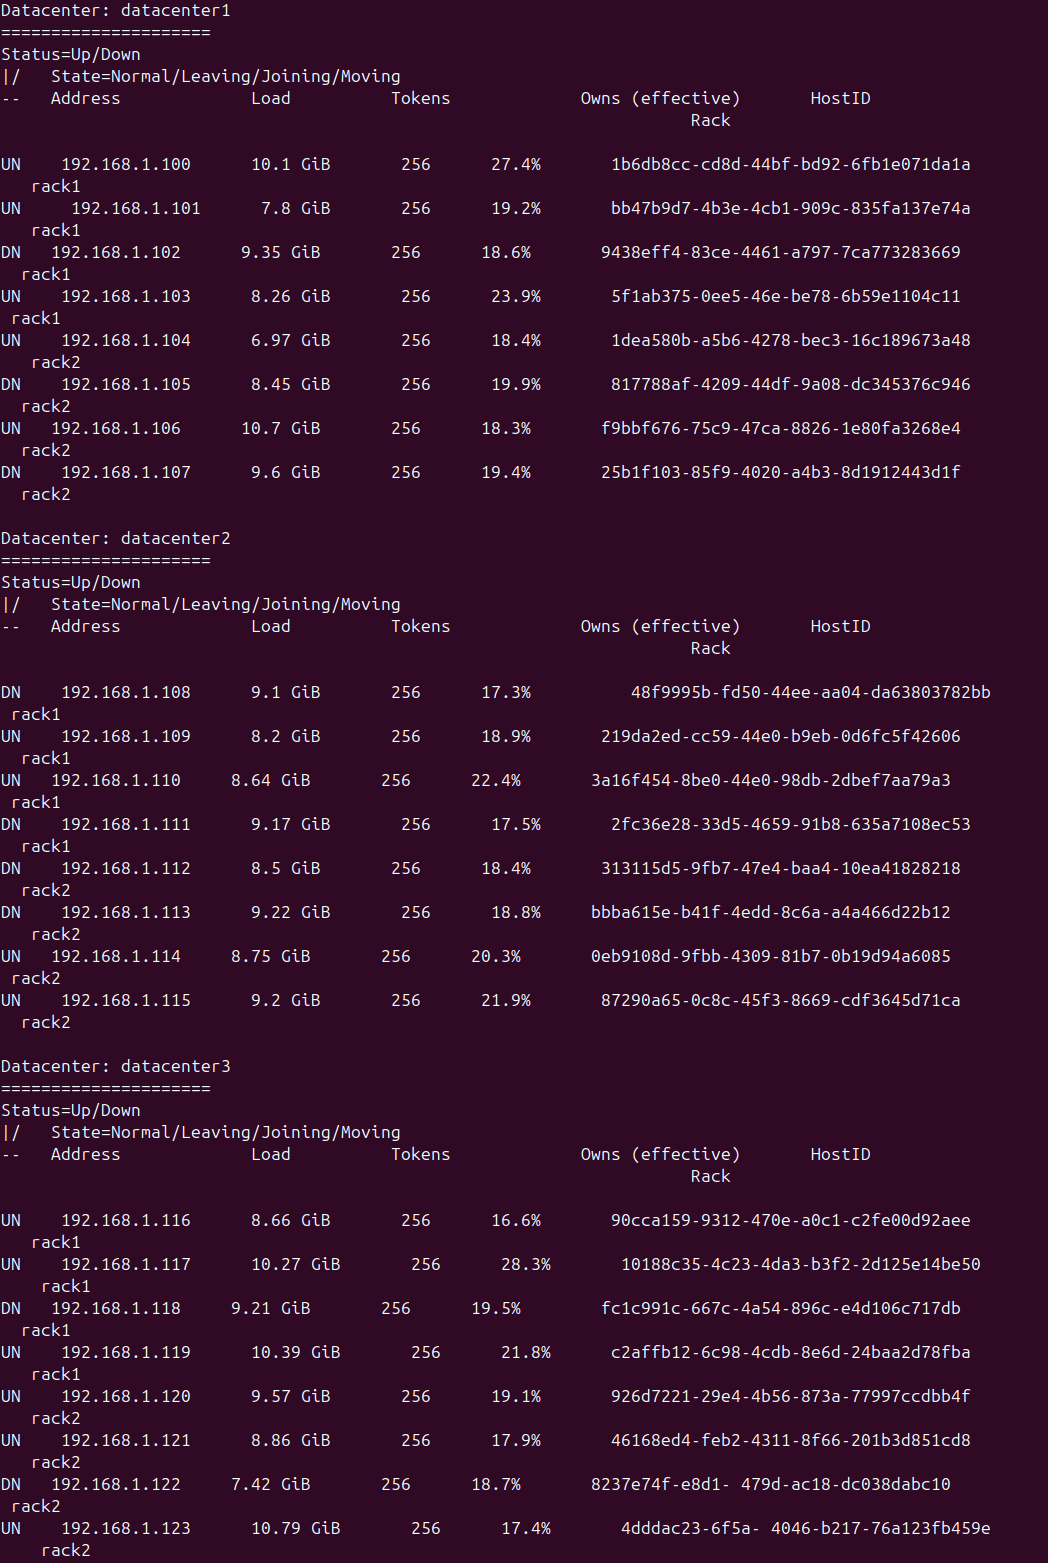 Datacenter: datacenter1
=====================
Status=Up/Down
|/   State=Normal/Leaving/Joining/Moving
--   Address             Load          Tokens             Owns (effective)       HostID
                                                                     Rack
UN    192.168.1.100      10.1 GiB       256      27.4%       1b6db8cc-cd8d-44bf-bd92-6fb1e071da1a
   rack1
UN     192.168.1.101      7.8 GiB       256      19.2%       bb47b9d7-4b3e-4cb1-909c-835fa137e74a
   rack1
DN   192.168.1.102      9.35 GiB       256      18.6%       9438eff4-83ce-4461-a797-7ca773283669
  rack1
UN    192.168.1.103      8.26 GiB       256      23.9%       5f1ab375-0ee5-46e-be78-6b59e1104c11
 rack1
UN    192.168.1.104      6.97 GiB       256      18.4%       1dea580b-a5b6-4278-bec3-16c189673a48
   rack2
DN    192.168.1.105      8.45 GiB       256      19.9%       817788af-4209-44df-9a08-dc345376c946
  rack2
UN   192.168.1.106      10.7 GiB       256      18.3%       f9bbf676-75c9-47ca-8826-1e80fa3268e4
  rack2
DN    192.168.1.107      9.6 GiB       256      19.4%       25b1f103-85f9-4020-a4b3-8d1912443d1f
  rack2
Datacenter: datacenter2
=====================
Status=Up/Down
|/   State=Normal/Leaving/Joining/Moving
--   Address             Load          Tokens             Owns (effective)       HostID
                                                                     Rack
DN    192.168.1.108      9.1 GiB       256      17.3%          48f9995b-fd50-44ee-aa04-da63803782bb
 rack1
UN    192.168.1.109      8.2 GiB       256      18.9%       219da2ed-cc59-44e0-b9eb-0d6fc5f42606
   rack1
UN   192.168.1.110     8.64 GiB       256      22.4%       3a16f454-8be0-44e0-98db-2dbef7aa79a3
 rack1
DN    192.168.1.111      9.17 GiB       256      17.5%       2fc36e28-33d5-4659-91b8-635a7108ec53
  rack1
DN    192.168.1.112      8.5 GiB       256      18.4%       313115d5-9fb7-47e4-baa4-10ea41828218
  rack2
DN    192.168.1.113      9.22 GiB       256      18.8%     bbba615e-b41f-4edd-8c6a-a4a466d22b12
   rack2
UN   192.168.1.114     8.75 GiB       256      20.3%       0eb9108d-9fbb-4309-81b7-0b19d94a6085
 rack2
UN    192.168.1.115      9.2 GiB       256      21.9%       87290a65-0c8c-45f3-8669-cdf3645d71ca
  rack2
Datacenter: datacenter3
=====================
Status=Up/Down
|/   State=Normal/Leaving/Joining/Moving
--   Address             Load          Tokens             Owns (effective)       HostID
                                                                     Rack
UN    192.168.1.116      8.66 GiB       256      16.6%       90cca159-9312-470e-a0c1-c2fe00d92aee
   rack1
UN    192.168.1.117      10.27 GiB       256      28.3%       10188c35-4c23-4da3-b3f2-2d125e14be50
    rack1
DN   192.168.1.118     9.21 GiB       256      19.5%        fc1c991c-667c-4a54-896c-e4d106c717db
  rack1
UN    192.168.1.119      10.39 GiB       256      21.8%      c2affb12-6c98-4cdb-8e6d-24baa2d78fba
   rack1
UN    192.168.1.120      9.57 GiB       256      19.1%       926d7221-29e4-4b56-873a-77997ccdbb4f
   rack2
UN    192.168.1.121      8.86 GiB       256      17.9%       46168ed4-feb2-4311-8f66-201b3d851cd8
   rack2
DN   192.168.1.122     7.42 GiB       256      18.7%       8237e74f-e8d1- 479d-ac18-dc038dabc10
 rack2
UN    192.168.1.123      10.79 GiB       256      17.4%       4dddac23-6f5a- 4046-b217-76a123fb459e
    rack2